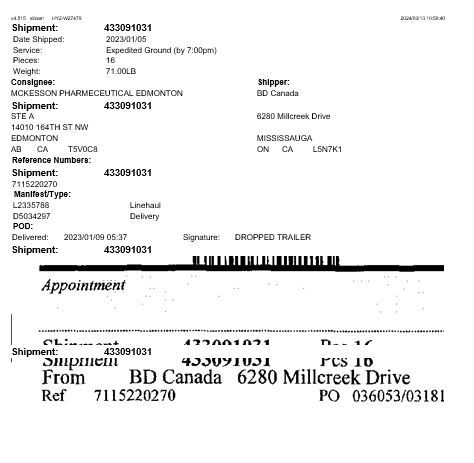 v4.515 alizam HYZ-W27479 2024/03/13 10:59:40
Shipment: 433091031
Date Shipped: 2023/01/05
Service: Expedited Ground (by 7:00pm)
Pieces: 16
Weight: 71.00LB
Consignee: Shipper:
MCKESSON PHARMECEUTICAL EDMONTON BD Canada
Shipment: 433091031
STE A 6280 Millcreek Drive
14010 164TH ST NW
EDMONTON MISSISSAUGA
AB CA T5V0C8 ON CA L5N7K1
Reference Numbers:
Shipment: 433091031
7115220270
Manifest/Type:
L2335788 Linehaul
D5034297 Delivery
POD:
Delivered: 2023/01/09 05:37 Signature: DROPPED TRAILER
Shipment: 433091031
Appointment
Shipment 433091031 Pcs 16
Shipment: 433091031
Shipment 433091031 Pcs 16
From BD Canada 6280 Millcreek Drive
Ref 7115220270 PO 036053/03181